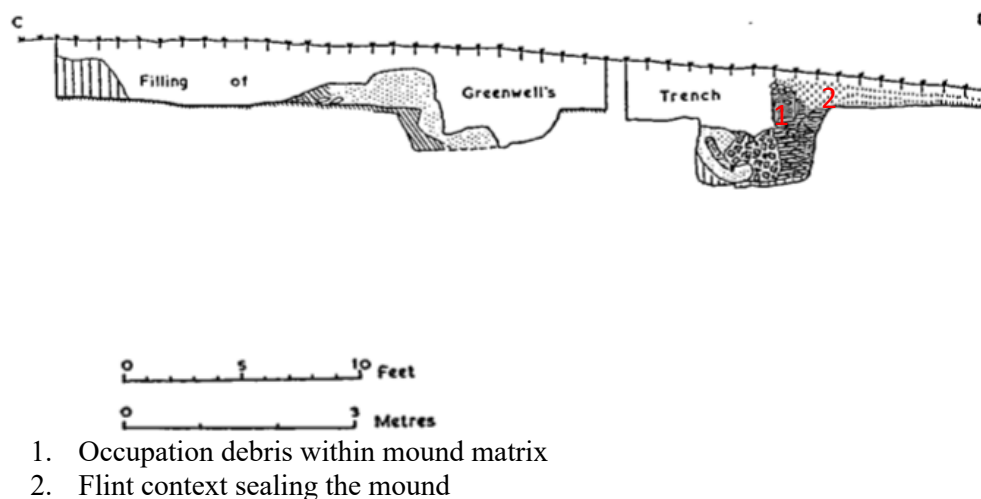 C
Filling of Greenwell's Trench
1 2
0 5 10 Feet
0 3 Metres
1. Occupation debris within mound matrix
2. Flint context sealing the mound